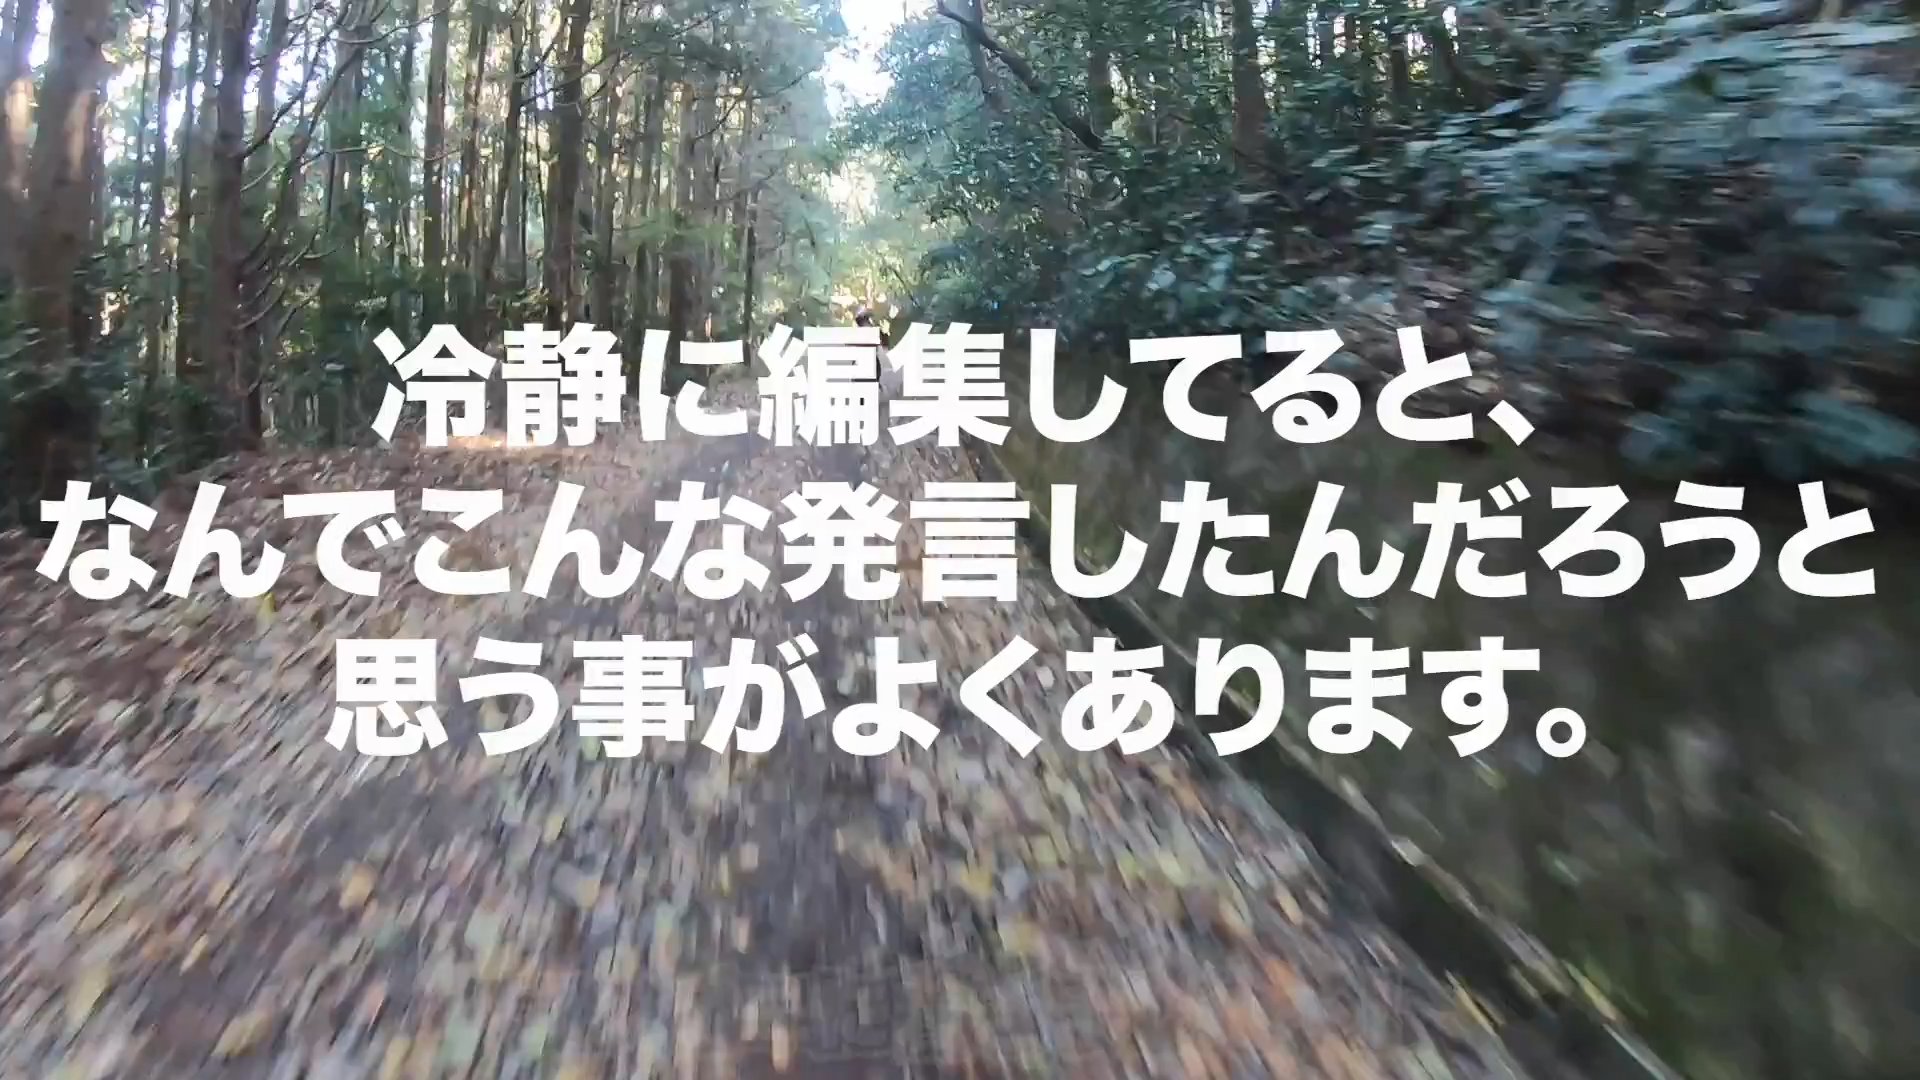 冷静に編集してると、
なんでこんな発言したんだろうと
思う事がよくあります。